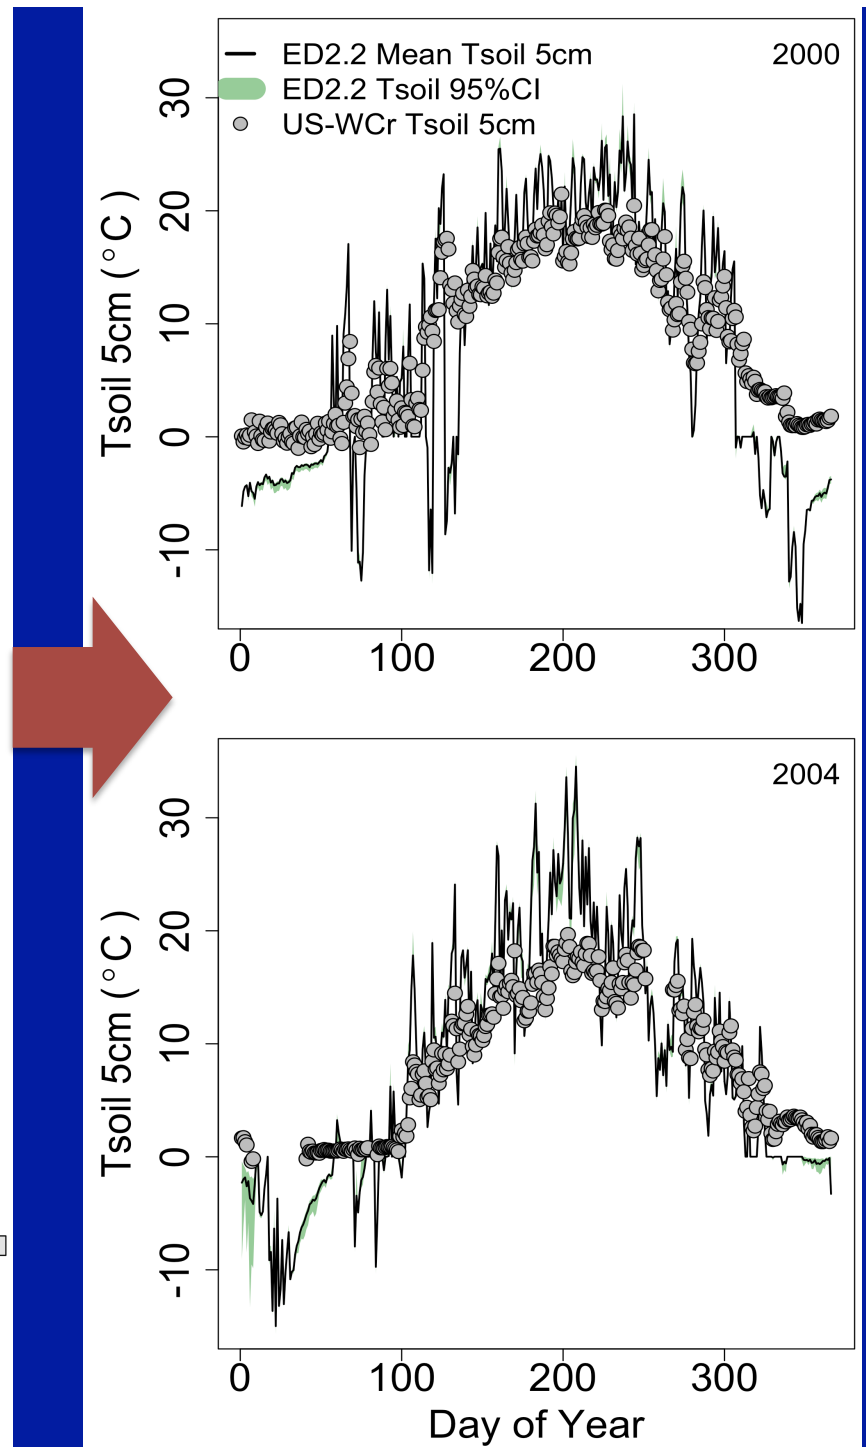 ED2.2 Mean Tsoil 5cm
2000
ED2.2 Tsoil 95%CI
US-WCr Tsoil 5cm
Tsoil 5cm (°C )
30
20
10
0
-10
0 100 200 300
2004
Tsoil 5cm (°C )
30
20
10
0
-10
0 100 200 300
Day of Year